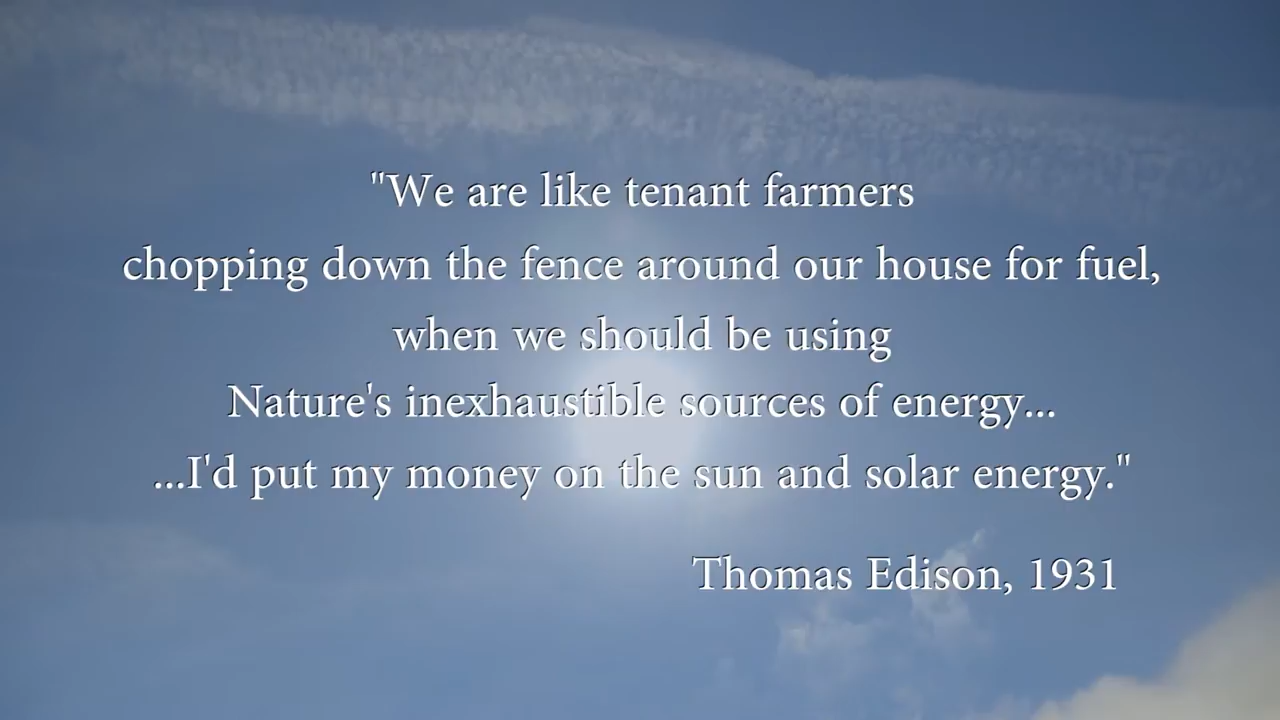 "We are like tenant farmers
chopping down the fence around our house for fuel,
when we should be using
Nature's inexhaustible sources of energy...
...I'd put my money on the sun and solar energy."
Thomas Edison, 1931